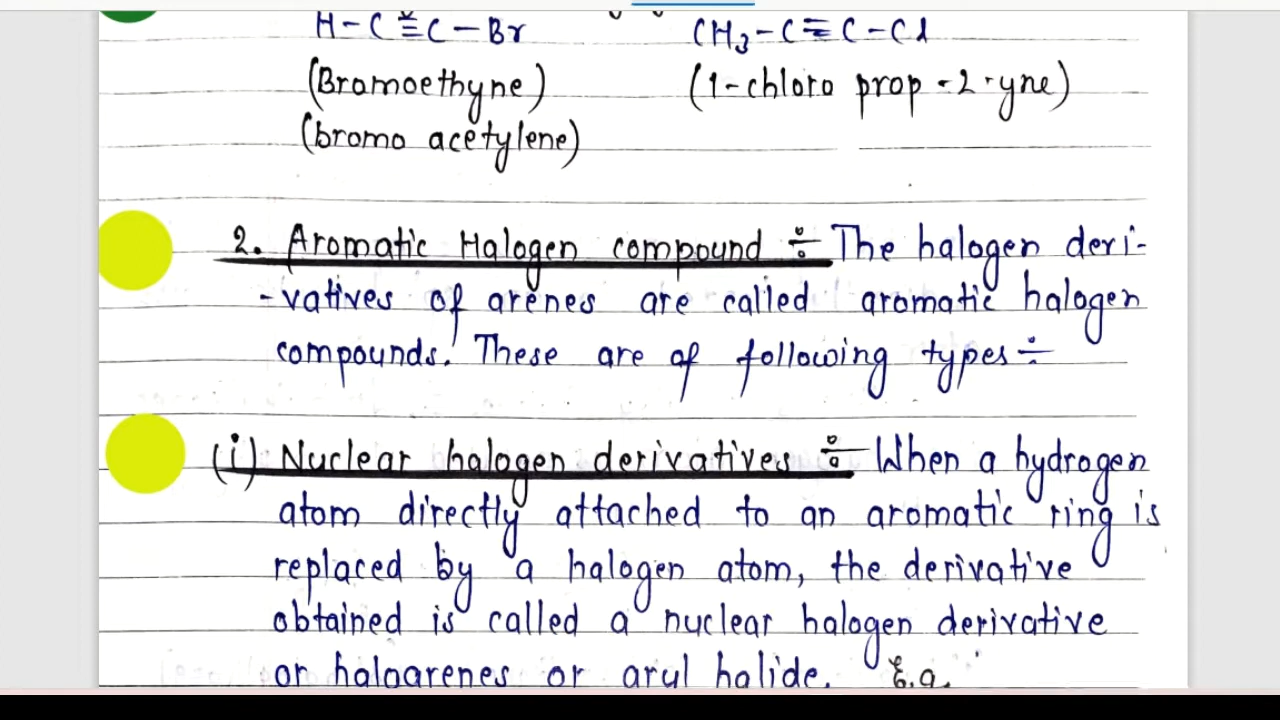 H-C≡C-Br CH3-C≡C-Cl
(Bromoethyne) (1-chloro prop-2-yne)
(bromo acetylene)
2. Aromatic Halogen compound ÷ The halogen deri-
-vatives of arenes are called aromatic halogen
compounds. These are of following types ÷
(i) Nuclear halogen derivatives ÷ When a hydrogen
atom directly attached to an aromatic ring is
replaced by a halogen atom, the derivative
obtained is called a nuclear halogen derivative
or haloarenes or aryl halide. E.g.